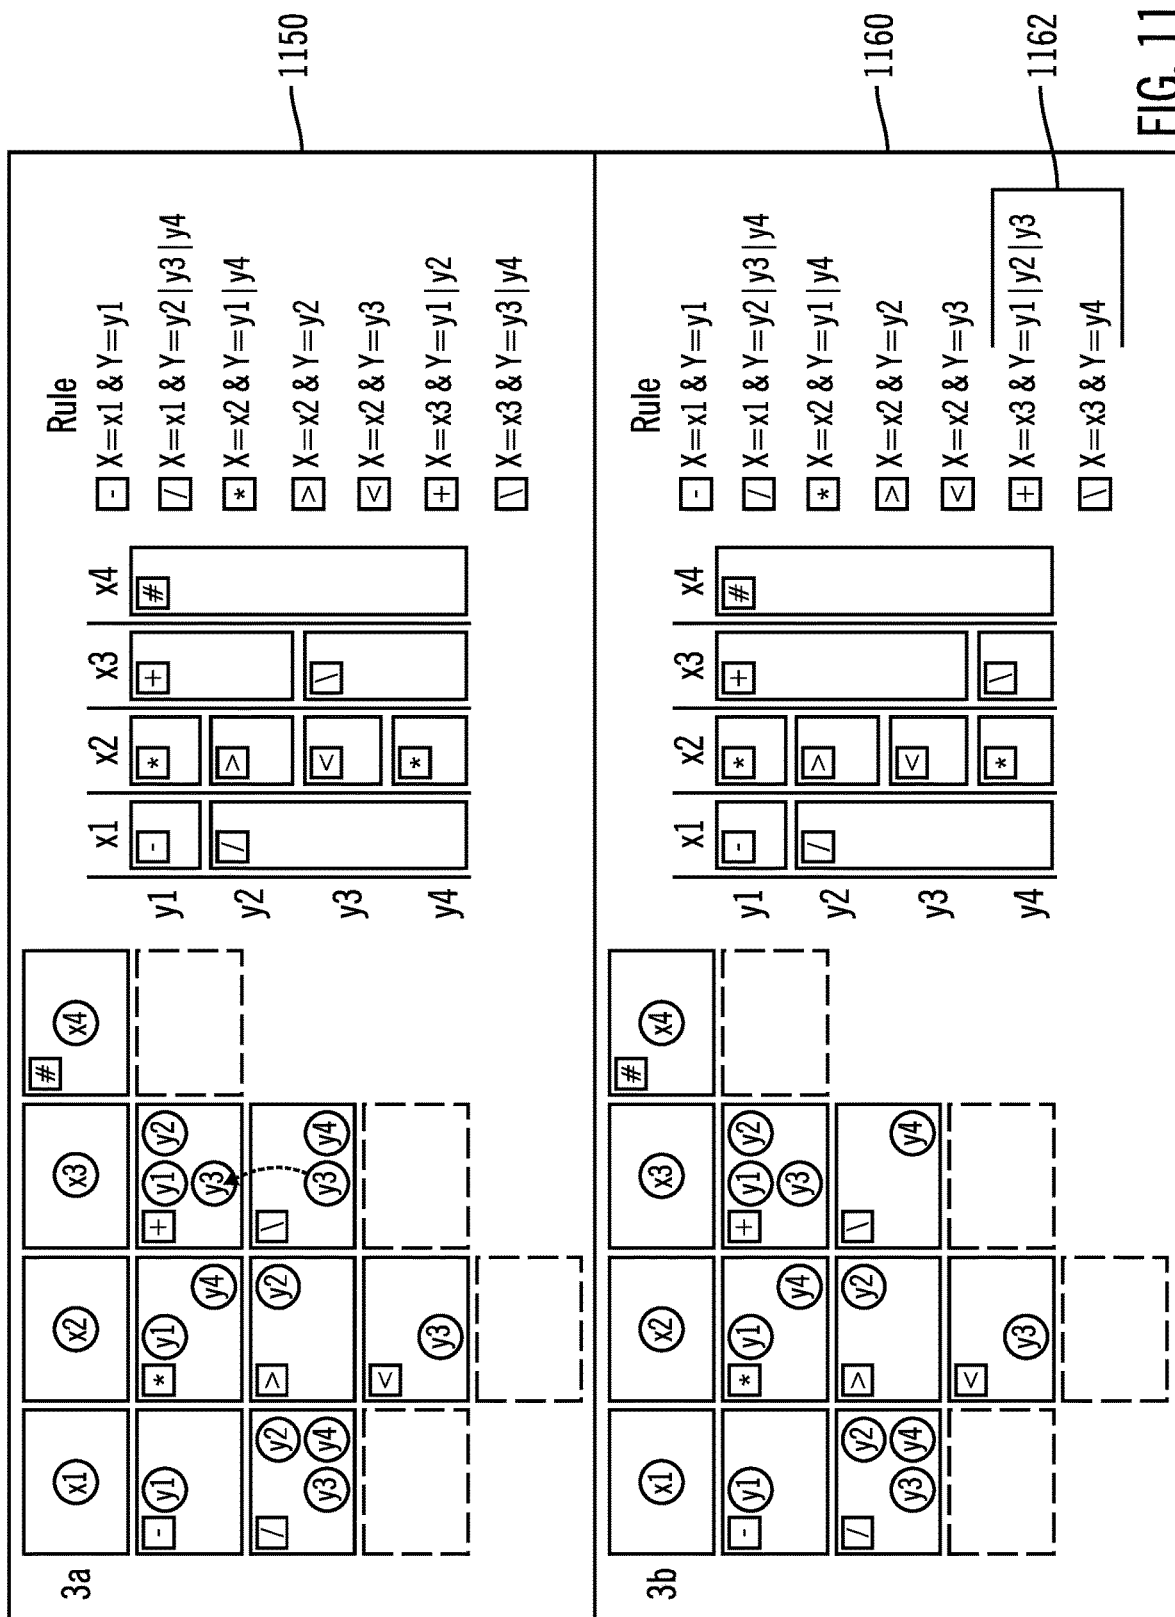 3a
x1 x2 x3 x4
#
- y1
* y1 y4
+ y1 y2 y3
/ y2 y3 y4
> y2
\ y3 y4
< y3
x1 x2 x3 x4
y1 - * + #
y2 / >
y3 < \
y4 *
Rule
- X==x1 & Y==y1
/ X==x1 & Y==y2|y3|y4
* X==x2 & Y==y1|y4
> X==x2 & Y==y2
< X==x2 & Y==y3
+ X==x3 & Y==y1|y2
\ X==x3 & Y==y3|y4
1150
3b
x1 x2 x3 x4
#
- y1
* y1 y4
+ y1 y2 y3
/ y2 y3 y4
> y2
\ y4
< y3
x1 x2 x3 x4
y1 - * + #
y2 / >
y3 <
y4 * \
Rule
- X==x1 & Y==y1
/ X==x1 & Y==y2|y3|y4
* X==x2 & Y==y1|y4
> X==x2 & Y==y2
< X==x2 & Y==y3
+ X==x3 & Y==y1|y2|y3
\ X==x3 & Y==y4
1160
1162
FIG. 11